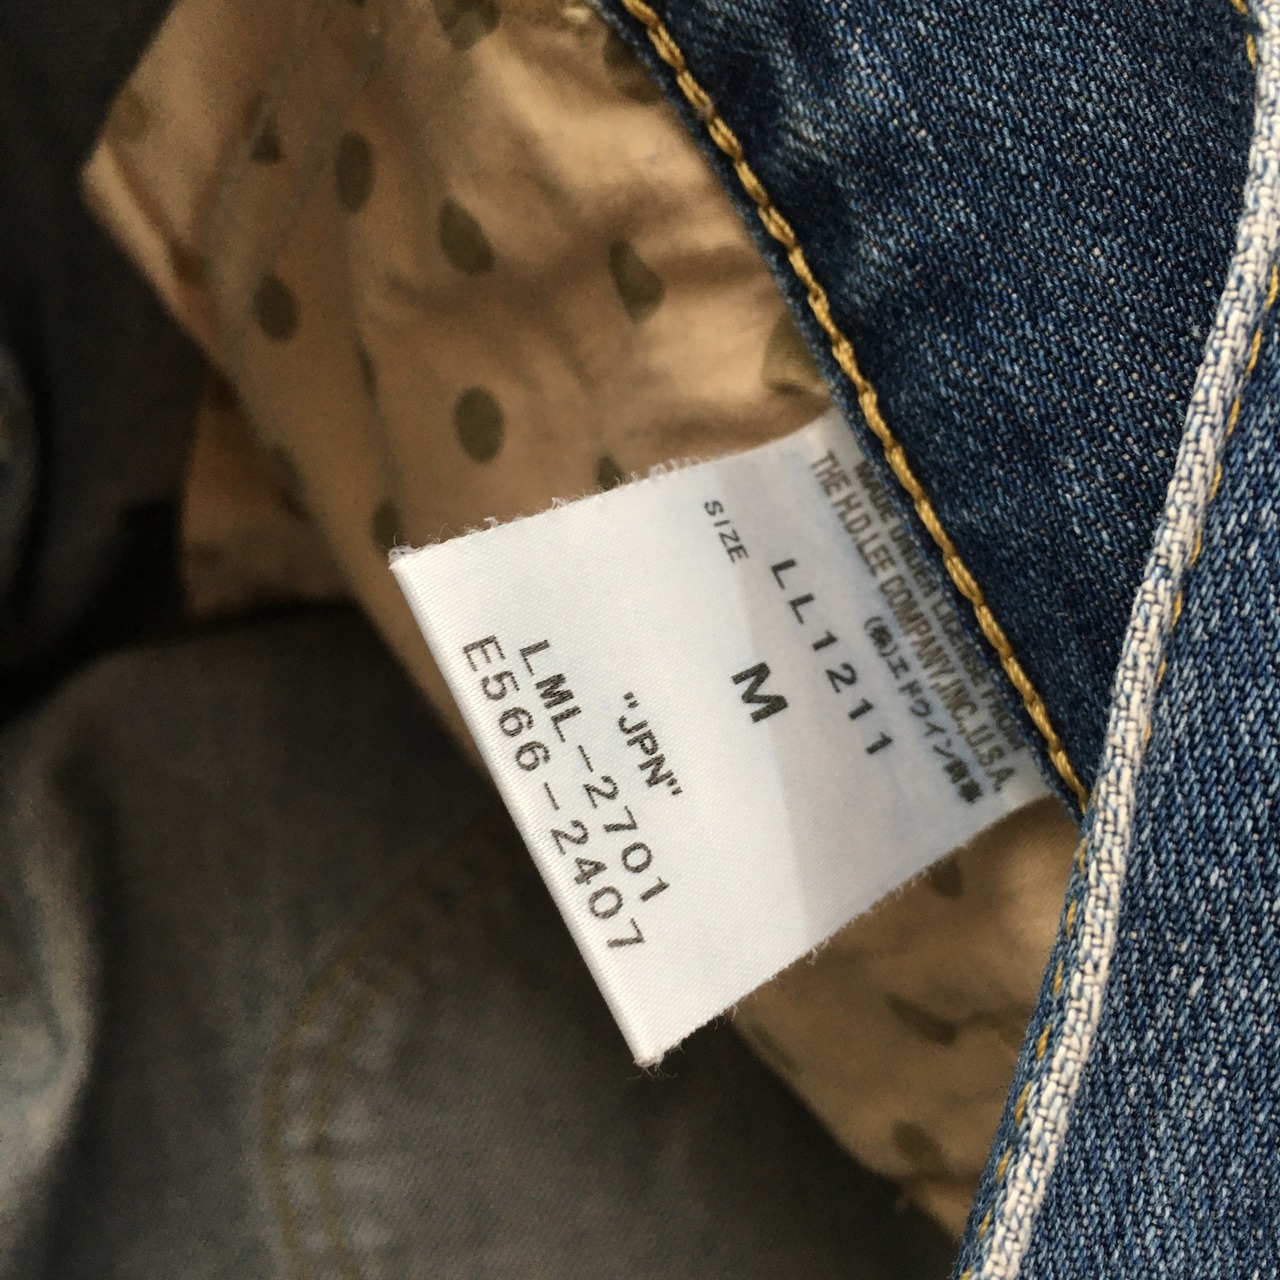 MADE UNDER LICENSE FROM
THE H.D.LEE COMPANY,INC.U.S.A.
(株)エドウイン商事
LL1211
SIZE M
"JPN"
LML-2701
E566-2407